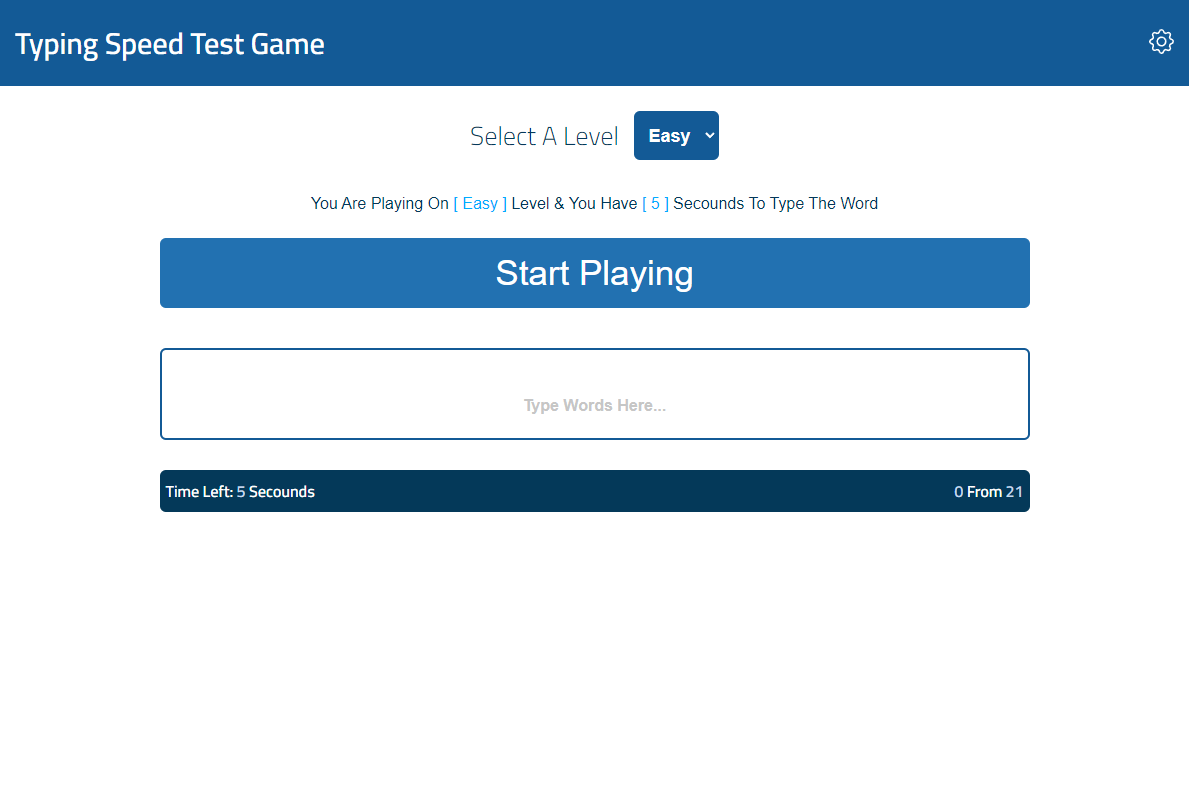 Typing Speed Test Game
Select A Level Easy
You Are Playing On [ Easy ] Level & You Have [ 5 ] Secounds To Type The Word
Start Playing
Type Words Here...
Time Left: 5 Secounds 0 From 21